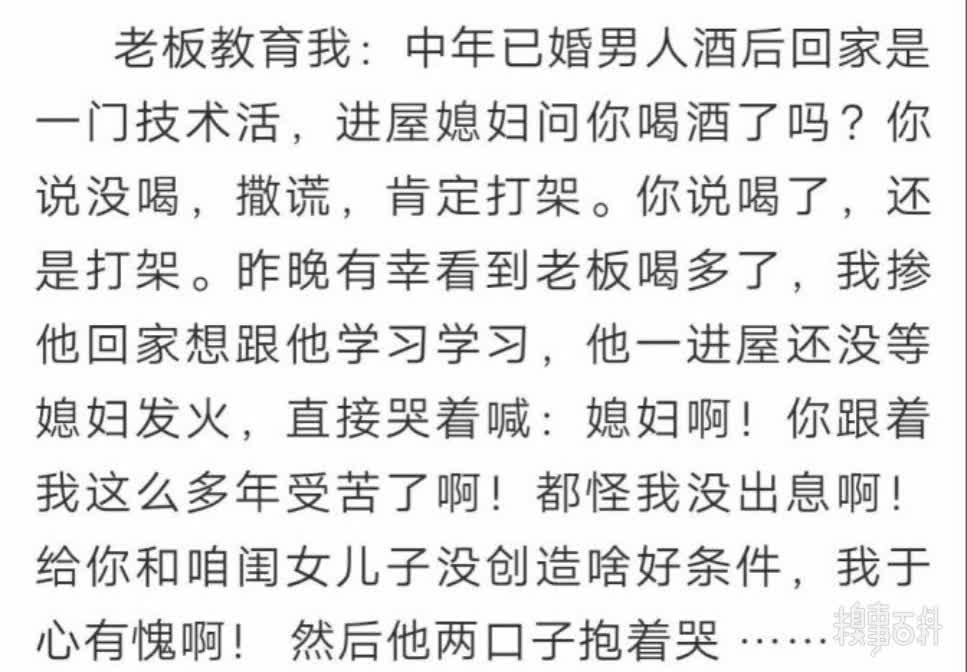 老板教育我：中年已婚男人酒后回家是
一门技术活，进屋媳妇问你喝酒了吗？你
说没喝，撒谎，肯定打架。你说喝了，还
是打架。昨晚有幸看到老板喝多了，我掺
他回家想跟他学习学习，他一进屋还没等
媳妇发火，直接哭着喊：媳妇啊！你跟着
我这么多年受苦了啊！都怪我没出息啊！
给你和咱闺女儿子没创造啥好条件，我于
心有愧啊！ 然后他两口子抱着哭 ……
糗事百科